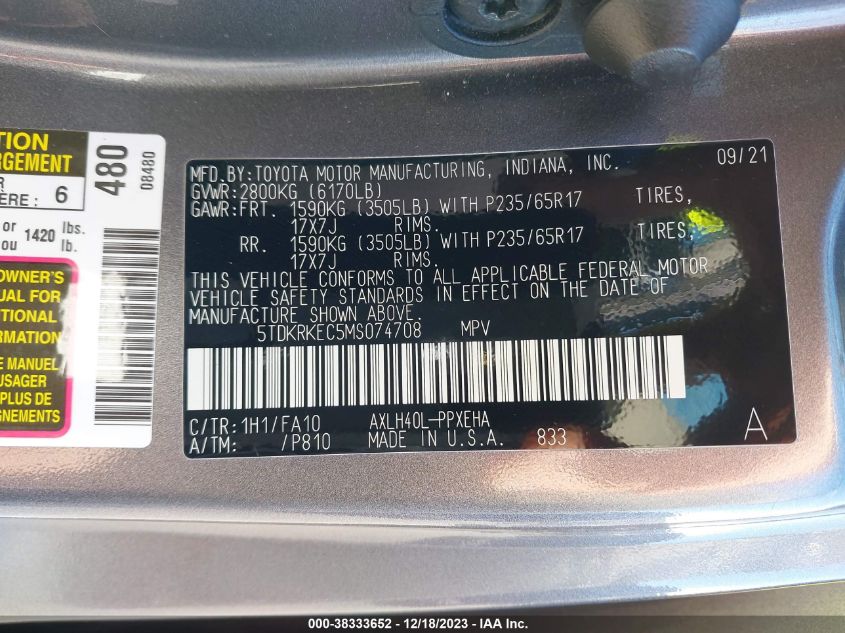 TION
RGEMENT
R
ERE: 6
or 1420 lbs.
ou lb.
480
08480
OWNER'S
UAL FOR
TIONAL
RMATION
LE MANUEL
USAGER
PLUS DE
GNEMENTS
MFD.BY:TOYOTA MOTOR MANUFACTURING, INDIANA, INC. 09/21
GVWR:2800KG (6170LB)
GAWR:FRT. 1590KG (3505LB) WITH P235/65R17 TIRES,
17X7J RIMS.
RR. 1590KG (3505LB) WITH P235/65R17 TIRES,
17X7J RIMS.
THIS VEHICLE CONFORMS TO ALL APPLICABLE FEDERAL MOTOR
VEHICLE SAFETY STANDARDS IN EFFECT ON THE DATE OF
MANUFACTURE SHOWN ABOVE.
5TDKRKEC5MS074708 MPV
C/TR:1H1/FA10 AXLH40L-PPXEHA
A/TM: /P810 MADE IN U.S.A. 833 A
000-38333652 - 12/18/2023 - IAA Inc.